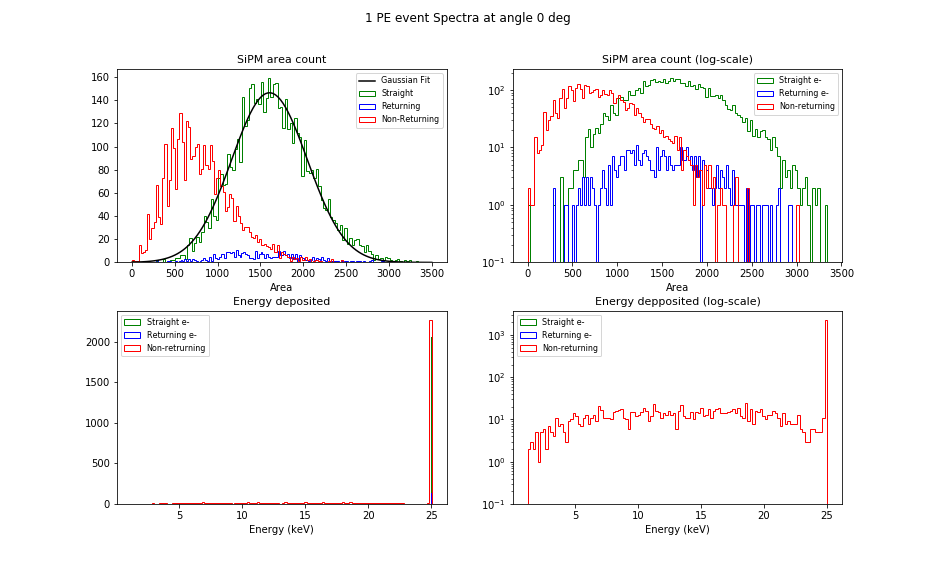 1 PE event Spectra at angle 0 deg
SiPM area count
160
140
120
100
80
60
40
20
0
0 500 1000 1500 2000 2500 3000 3500
Area
Gaussian Fit
Straight
Returning
Non-Returning
SiPM area count (log-scale)
10²
10¹
10⁰
10⁻¹
0 500 1000 1500 2000 2500 3000 3500
Area
Straight e-
Returning e-
Non-returning
Energy deposited
2000
1500
1000
500
0
5 10 15 20 25
Energy (keV)
Straight e-
Returning e-
Non-retrurning
Energy depposited (log-scale)
10³
10²
10¹
10⁰
10⁻¹
5 10 15 20 25
Energy (keV)
Straight e-
Returning e-
Non-returning